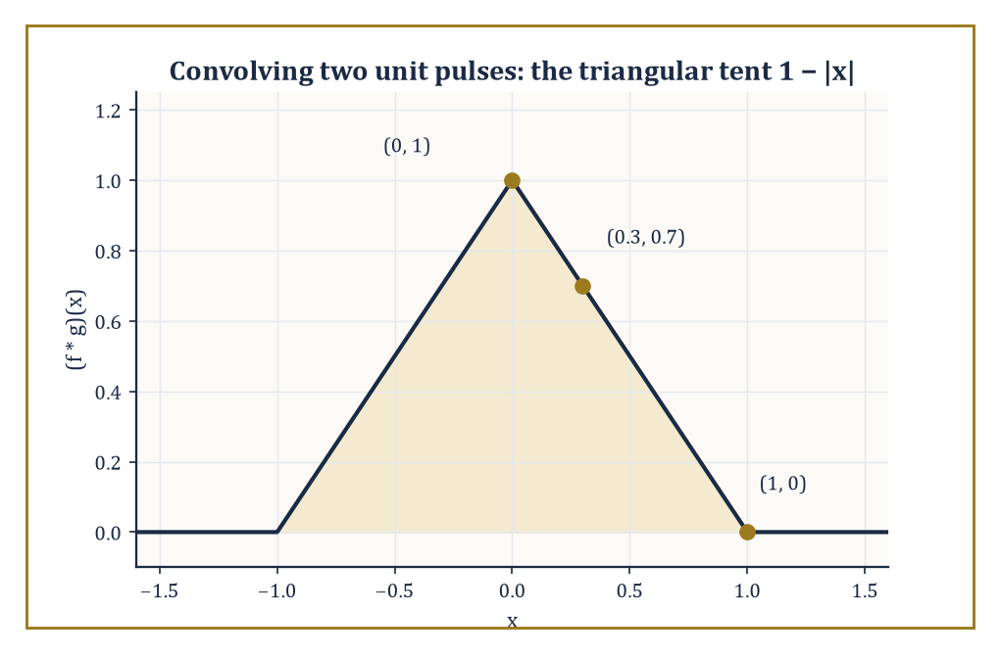 Convolving two unit pulses: the triangular tent 1 − |x|
(f * g)(x)
1.2
1.0
0.8
0.6
0.4
0.2
0.0
(0, 1)
(0.3, 0.7)
(1, 0)
−1.5 −1.0 −0.5 0.0 0.5 1.0 1.5
x